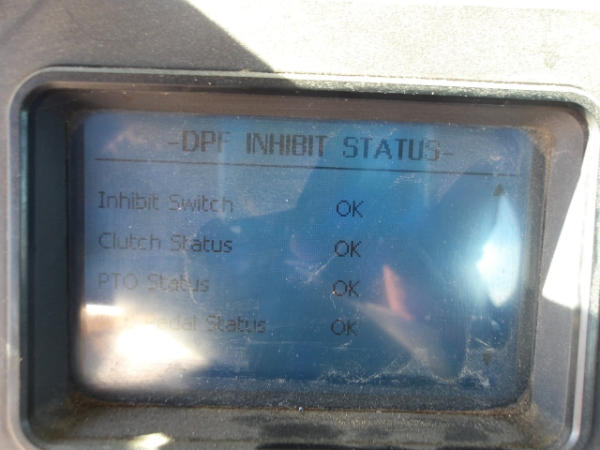 -DPF INHIBIT STATUS-
Inhibit Switch OK
Clutch Status OK
PTO Status OK
Pedal Status OK